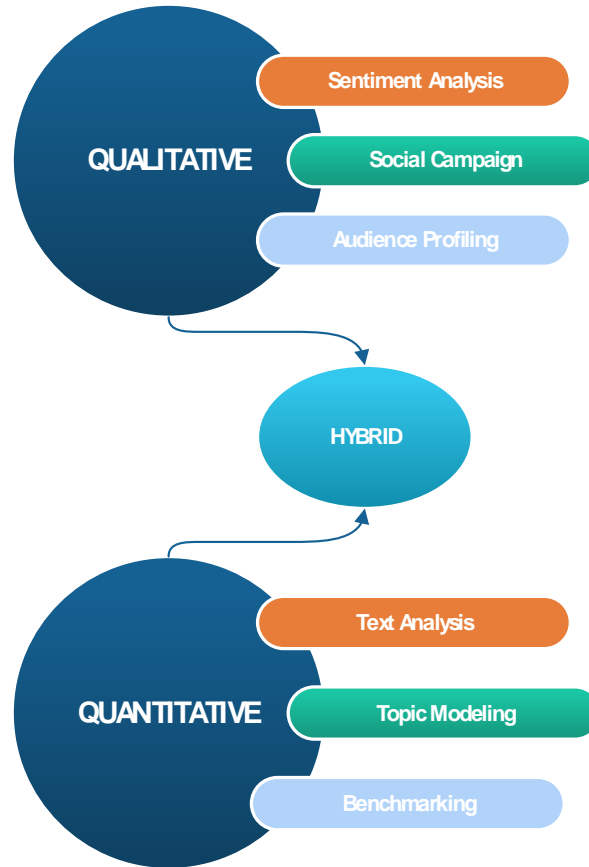 Sentiment Analysis
QUALITATIVE
Social Campaign
Audience Profiling
HYBRID
Text Analysis
QUANTITATIVE
Topic Modeling
Benchmarking